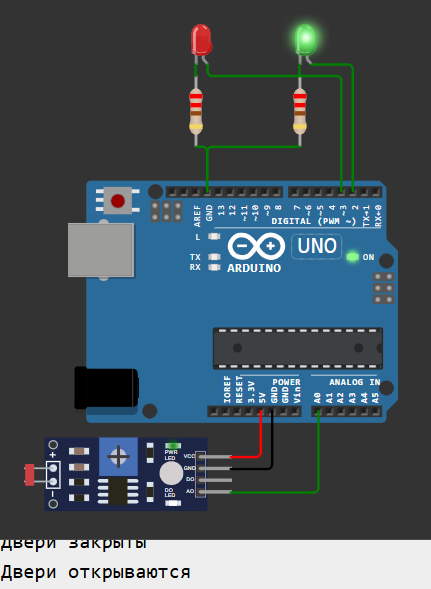 AREF
GND
13
12
~11
~10
~9
8
7
~6
~5
4
~3
2
TX→1
RX←0
DIGITAL (PWM ~)
L
TX
RX
UNO
ON
ARDUINO
IOREF
RESET
3.3V
5V
GND
GND
Vin
POWER
ANALOG IN
A0
A1
A2
A3
A4
A5
+
−
PWR
LED
DO
LED
VCC
GND
DO
AO
Двери закрыты
Двери открываются